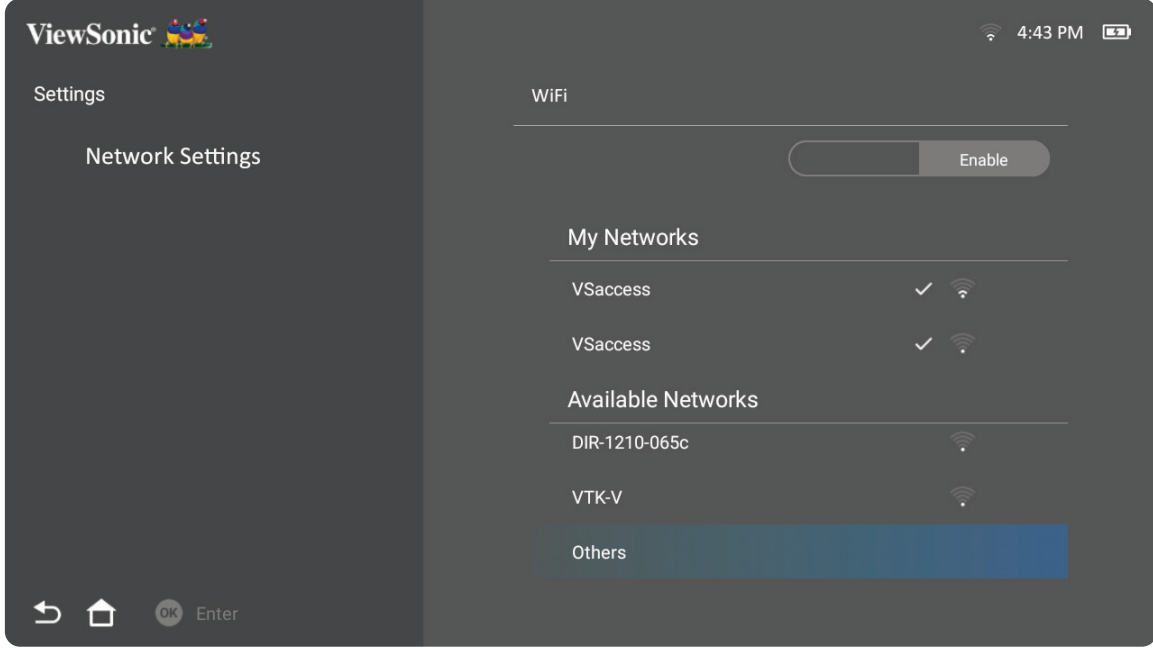 ViewSonic®
4:43 PM
Settings
WiFi
Network Settings
Enable
My Networks
VSaccess
VSaccess
Available Networks
DIR-1210-065c
VTK-V
Others
OK Enter